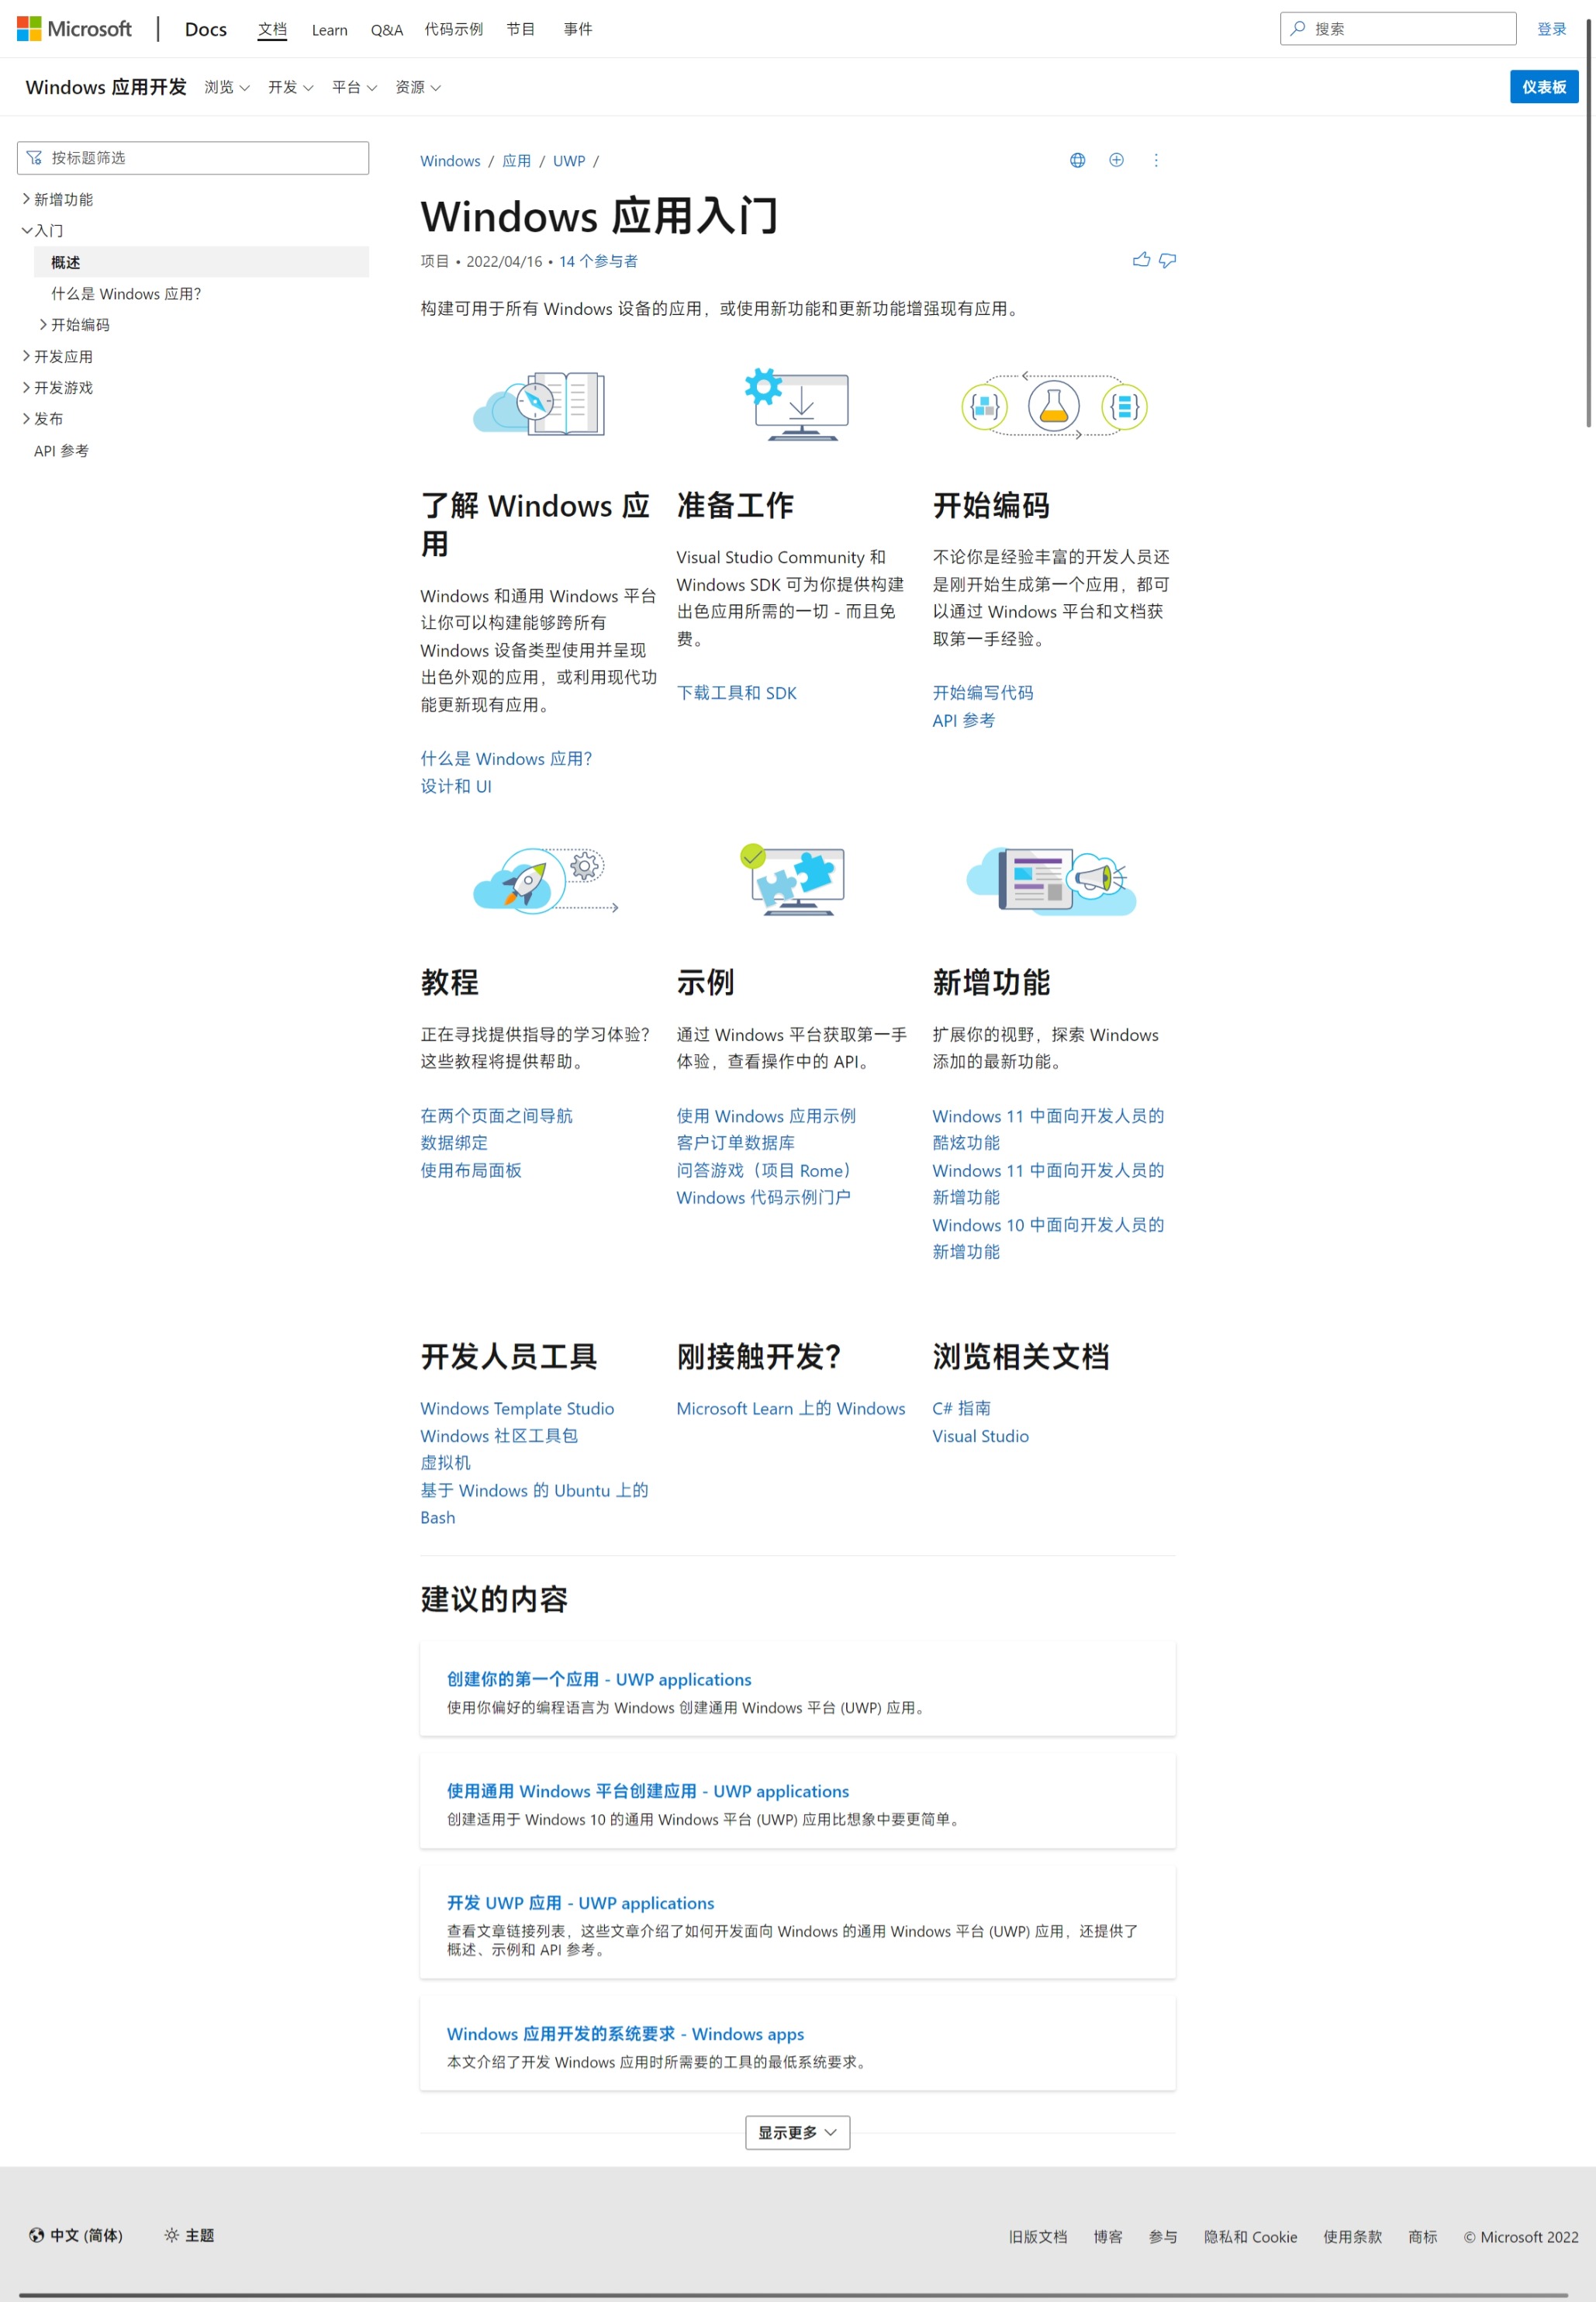 Microsoft
Docs 文档 Learn Q&A 代码示例 节目 事件
搜索
登录
Windows 应用开发 浏览 开发 平台 资源
仪表板
按标题筛选
新增功能
入门
概述
什么是 Windows 应用?
开始编码
开发应用
开发游戏
发布
API 参考
Windows / 应用 / UWP /
Windows 应用入门
项目 • 2022/04/16 • 14 个参与者
构建可用于所有 Windows 设备的应用，或使用新功能和更新功能增强现有应用。
了解 Windows 应
用
Windows 和通用 Windows 平台
让你可以构建能够跨所有
Windows 设备类型使用并呈现
出色外观的应用，或利用现代功
能更新现有应用。
什么是 Windows 应用?
设计和 UI
准备工作
Visual Studio Community 和
Windows SDK 可为你提供构建
出色应用所需的一切 - 而且免
费。
下载工具和 SDK
开始编码
不论你是经验丰富的开发人员还
是刚开始生成第一个应用，都可
以通过 Windows 平台和文档获
取第一手经验。
开始编写代码
API 参考
教程
正在寻找提供指导的学习体验?
这些教程将提供帮助。
在两个页面之间导航
数据绑定
使用布局面板
示例
通过 Windows 平台获取第一手
体验，查看操作中的 API。
使用 Windows 应用示例
客户订单数据库
问答游戏（项目 Rome）
Windows 代码示例门户
新增功能
扩展你的视野，探索 Windows
添加的最新功能。
Windows 11 中面向开发人员的
酷炫功能
Windows 11 中面向开发人员的
新增功能
Windows 10 中面向开发人员的
新增功能
开发人员工具
Windows Template Studio
Windows 社区工具包
虚拟机
基于 Windows 的 Ubuntu 上的
Bash
刚接触开发?
Microsoft Learn 上的 Windows
浏览相关文档
C# 指南
Visual Studio
建议的内容
创建你的第一个应用 - UWP applications
使用你偏好的编程语言为 Windows 创建通用 Windows 平台 (UWP) 应用。
使用通用 Windows 平台创建应用 - UWP applications
创建适用于 Windows 10 的通用 Windows 平台 (UWP) 应用比想象中要更简单。
开发 UWP 应用 - UWP applications
查看文章链接列表，这些文章介绍了如何开发面向 Windows 的通用 Windows 平台 (UWP) 应用，还提供了
概述、示例和 API 参考。
Windows 应用开发的系统要求 - Windows apps
本文介绍了开发 Windows 应用时所需要的工具的最低系统要求。
显示更多
中文 (简体) 主题
旧版文档 博客 参与 隐私和 Cookie 使用条款 商标 © Microsoft 2022